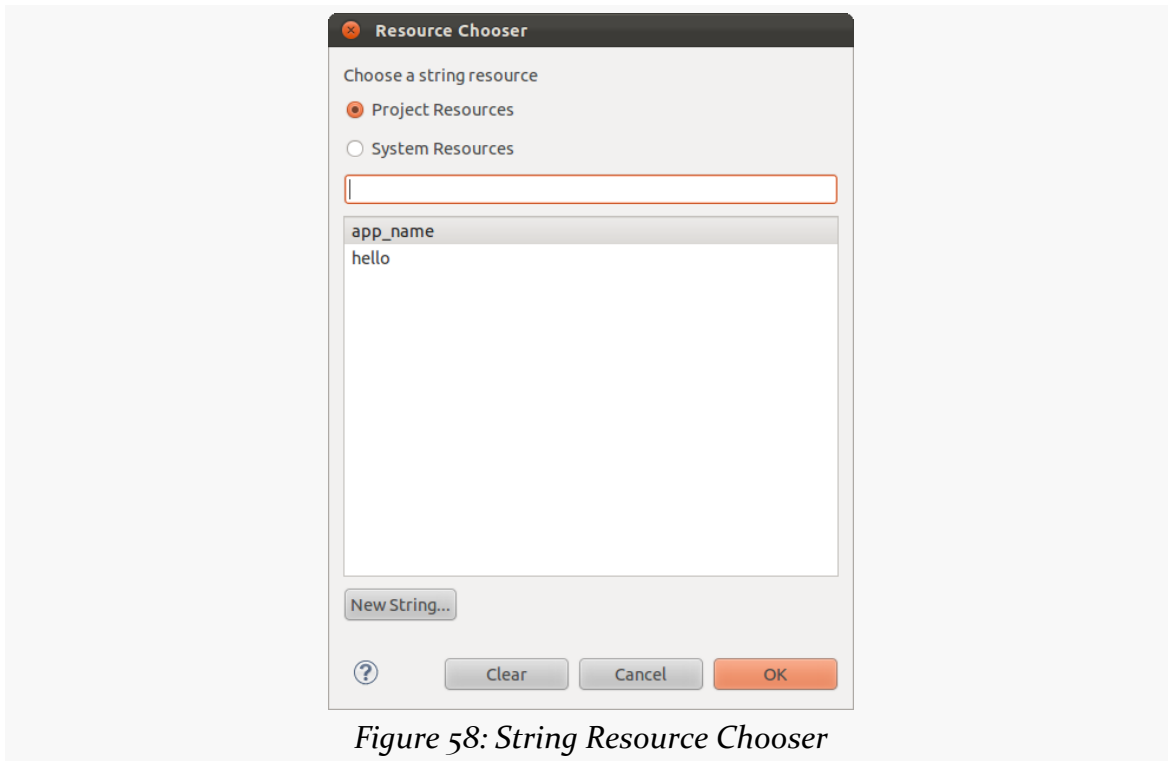 Resource Chooser
Choose a string resource
Project Resources
System Resources
app_name
hello
New String...
?
Clear Cancel OK
Figure 58: String Resource Chooser